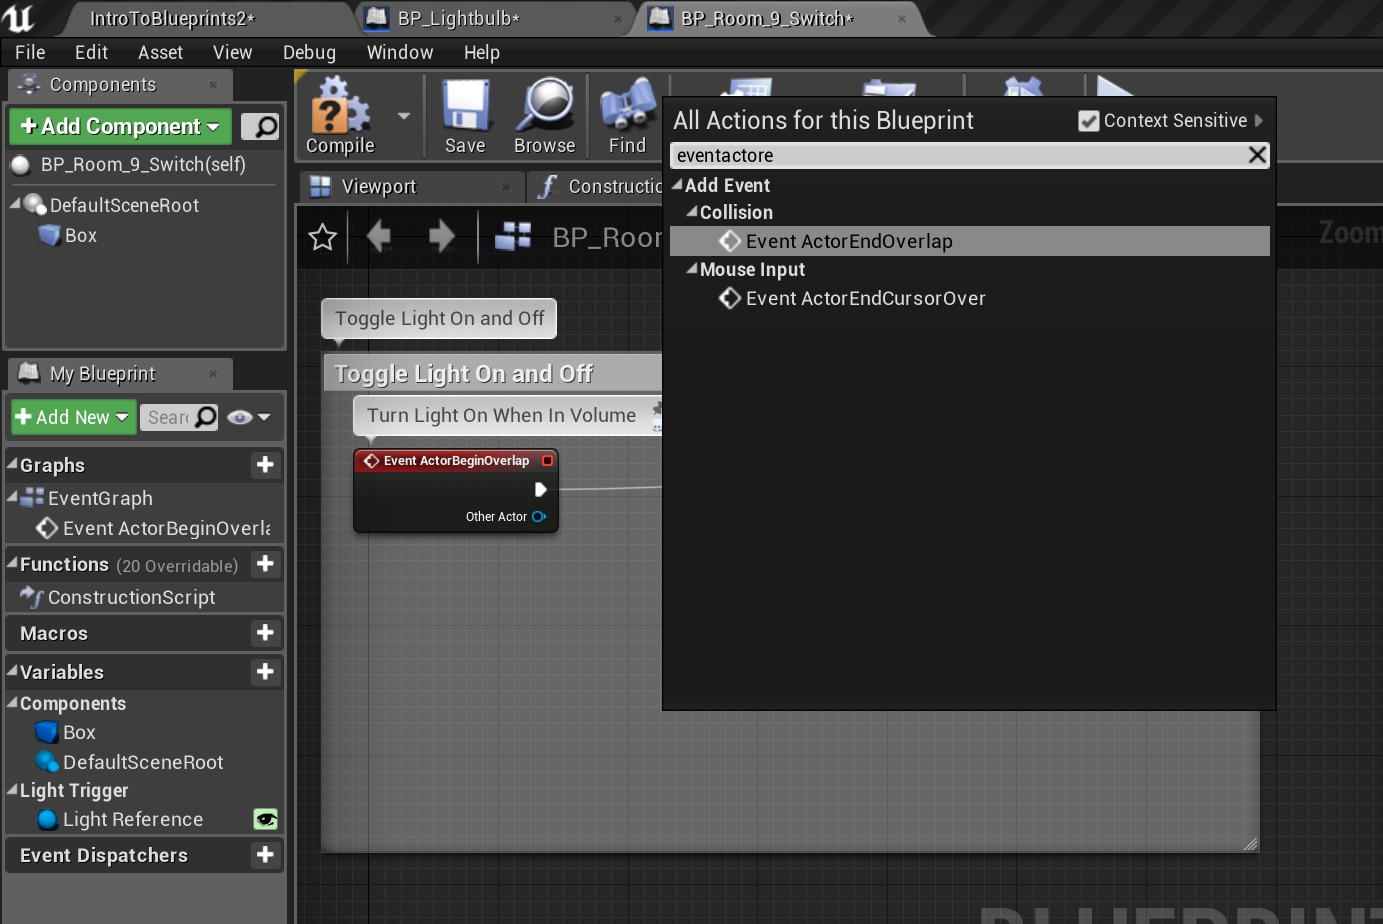 IntroToBlueprints2*
BP_Lightbulb*
BP_Room_9_Switch*
File Edit Asset View Debug Window Help
Components
+Add Component
BP_Room_9_Switch(self)
DefaultSceneRoot
Box
My Blueprint
+Add New
Graphs
EventGraph
Event ActorBeginOverla
Functions (20 Overridable)
ConstructionScript
Macros
Variables
Components
Box
DefaultSceneRoot
Light Trigger
Light Reference
Event Dispatchers
Compile
Save
Browse
Find
Viewport
Constructio
BP_Roor
Zoom
Toggle Light On and Off
Toggle Light On and Off
Turn Light On When In Volume
Event ActorBeginOverlap
Other Actor
All Actions for this Blueprint
Context Sensitive
eventactore
Add Event
Collision
Event ActorEndOverlap
Mouse Input
Event ActorEndCursorOver